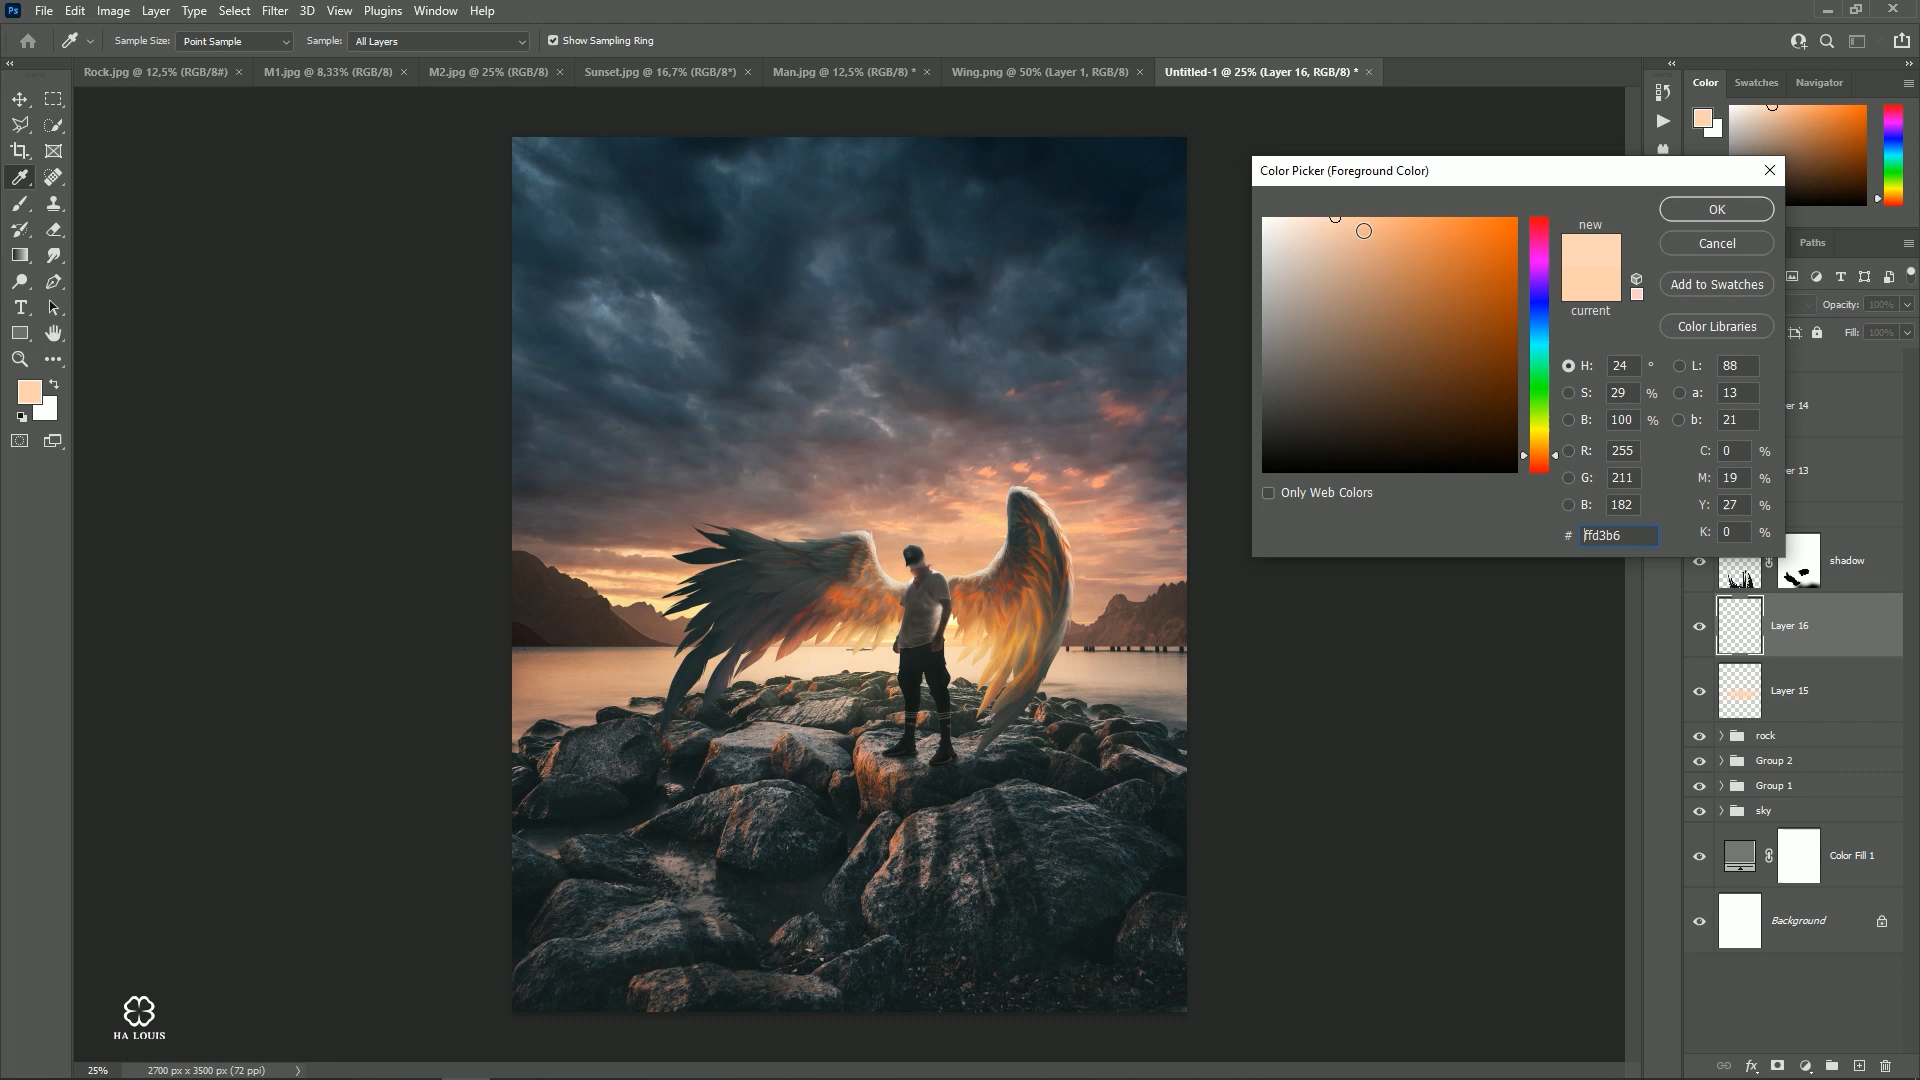 Ps File Edit Image Layer Type Select Filter 3D View Plugins Window Help
Sample Size: Point Sample Sample: All Layers Show Sampling Ring
Rock.jpg @ 12,5% (RGB/8#) M1.jpg @ 8,33% (RGB/8) M2.jpg @ 25% (RGB/8) Sunset.jpg @ 16,7% (RGB/8*) Man.jpg @ 12,5% (RGB/8) * Wing.png @ 50% (Layer 1, RGB/8) Untitled-1 @ 25% (Layer 16, RGB/8) *
Color Swatches Navigator
Color Picker (Foreground Color)
OK
new
Cancel
Paths
Add to Swatches
Opacity: 100%
current
Color Libraries
Fill: 100%
H: 24 ° L: 88
S: 29 % a: 13
B: 100 % b: 21
er 14
R: 255 C: 0 %
er 13
G: 211 M: 19 %
Only Web Colors
B: 182 Y: 27 %
# ffd3b6 K: 0 %
shadow
Layer 16
Layer 15
rock
Group 2
Group 1
sky
Color Fill 1
Background
HA LOUIS
fx
25% 2700 px x 3500 px (72 ppi)